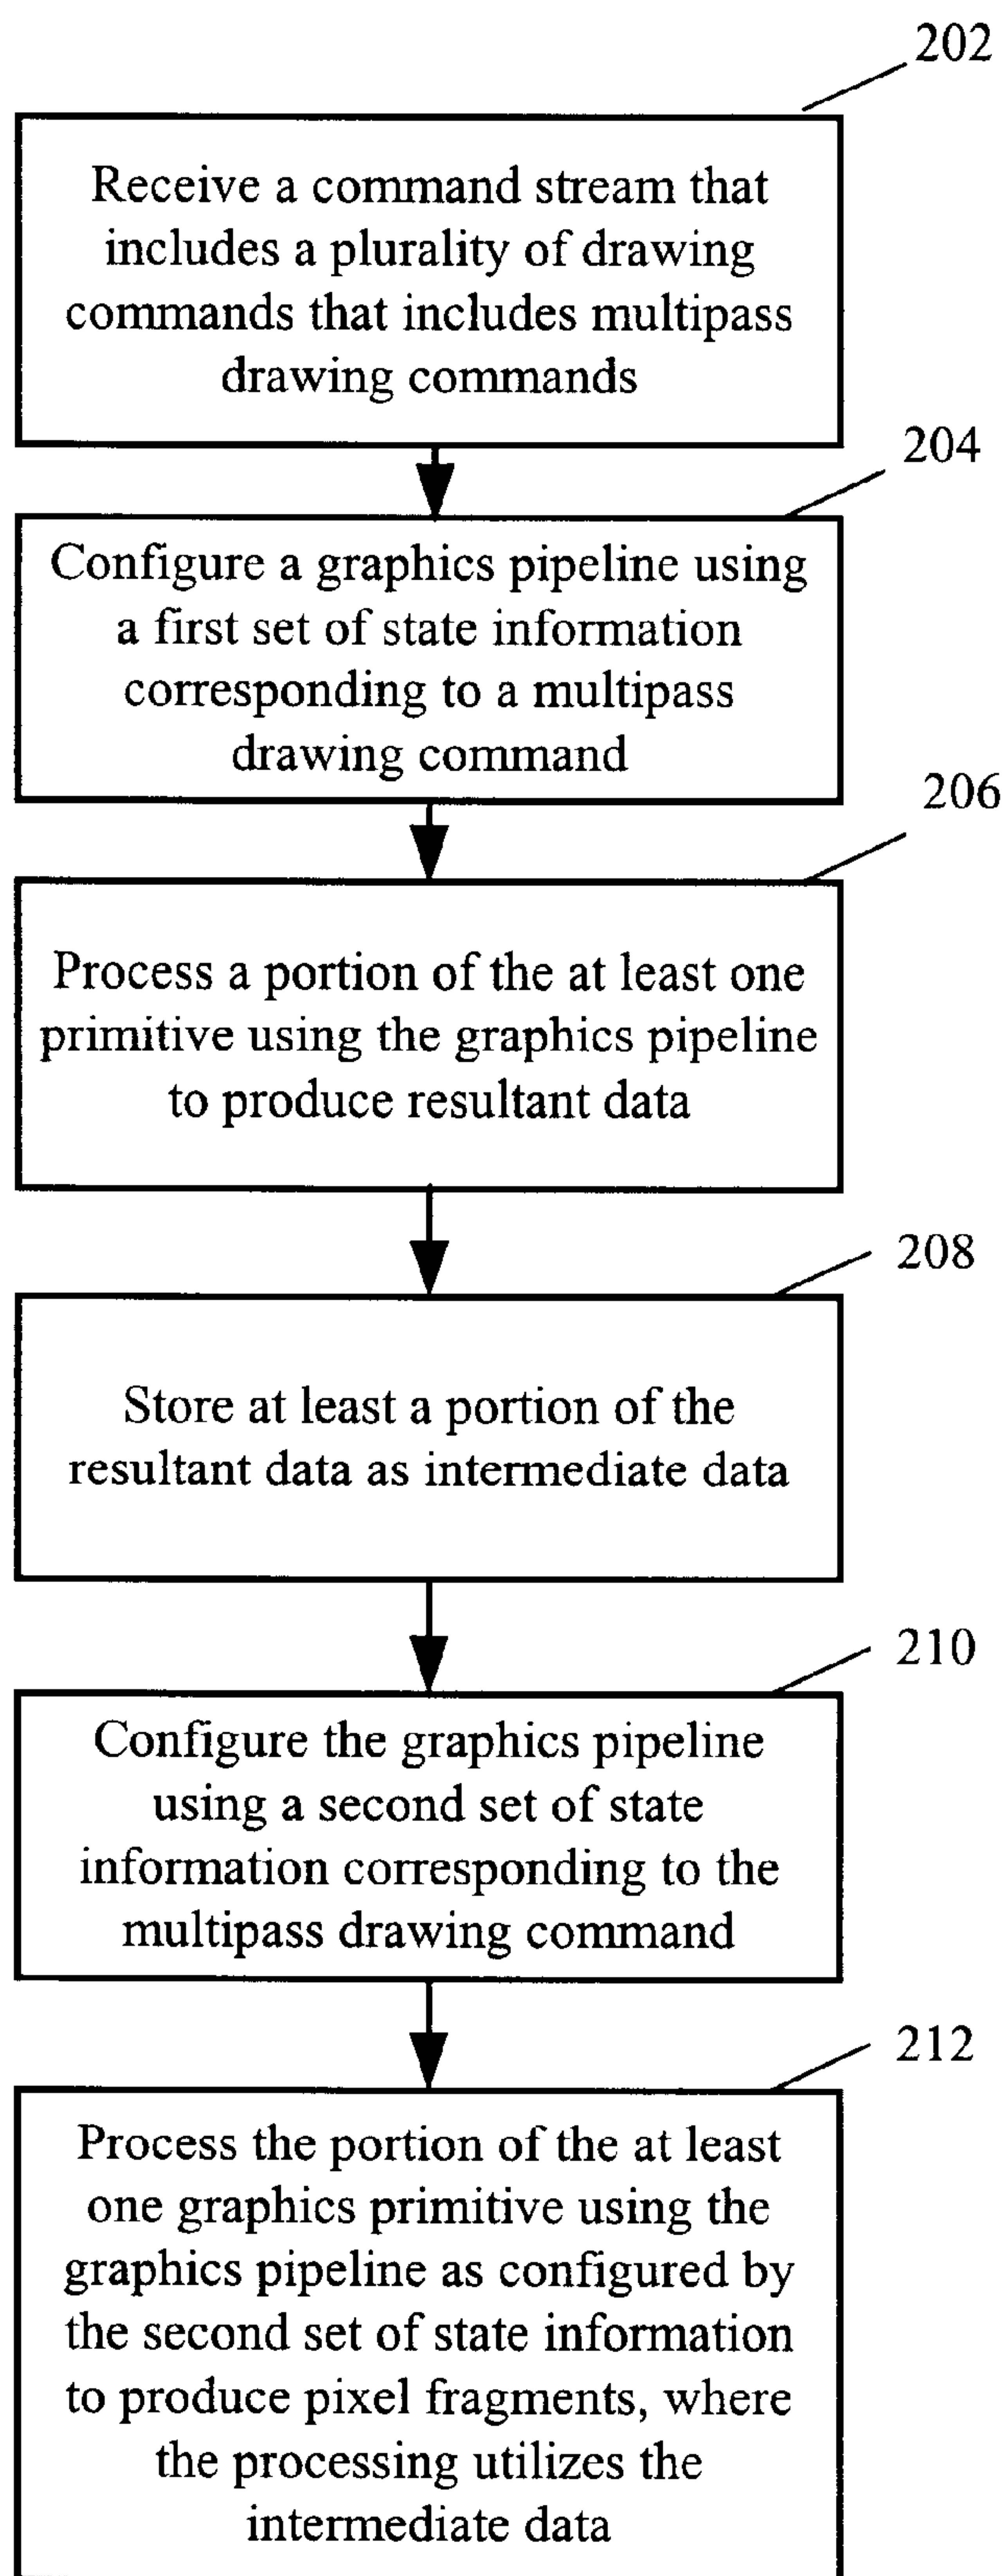 202
Receive a command stream that
includes a plurality of drawing
commands that includes multipass
drawing commands
204
Configure a graphics pipeline using
a first set of state information
corresponding to a multipass
drawing command
206
Process a portion of the at least one
primitive using the graphics pipeline
to produce resultant data
208
Store at least a portion of the
resultant data as intermediate data
210
Configure the graphics pipeline
using a second set of state
information corresponding to the
multipass drawing command
212
Process the portion of the at least
one graphics primitive using the
graphics pipeline as configured by
the second set of state information
to produce pixel fragments, where
the processing utilizes the
intermediate data